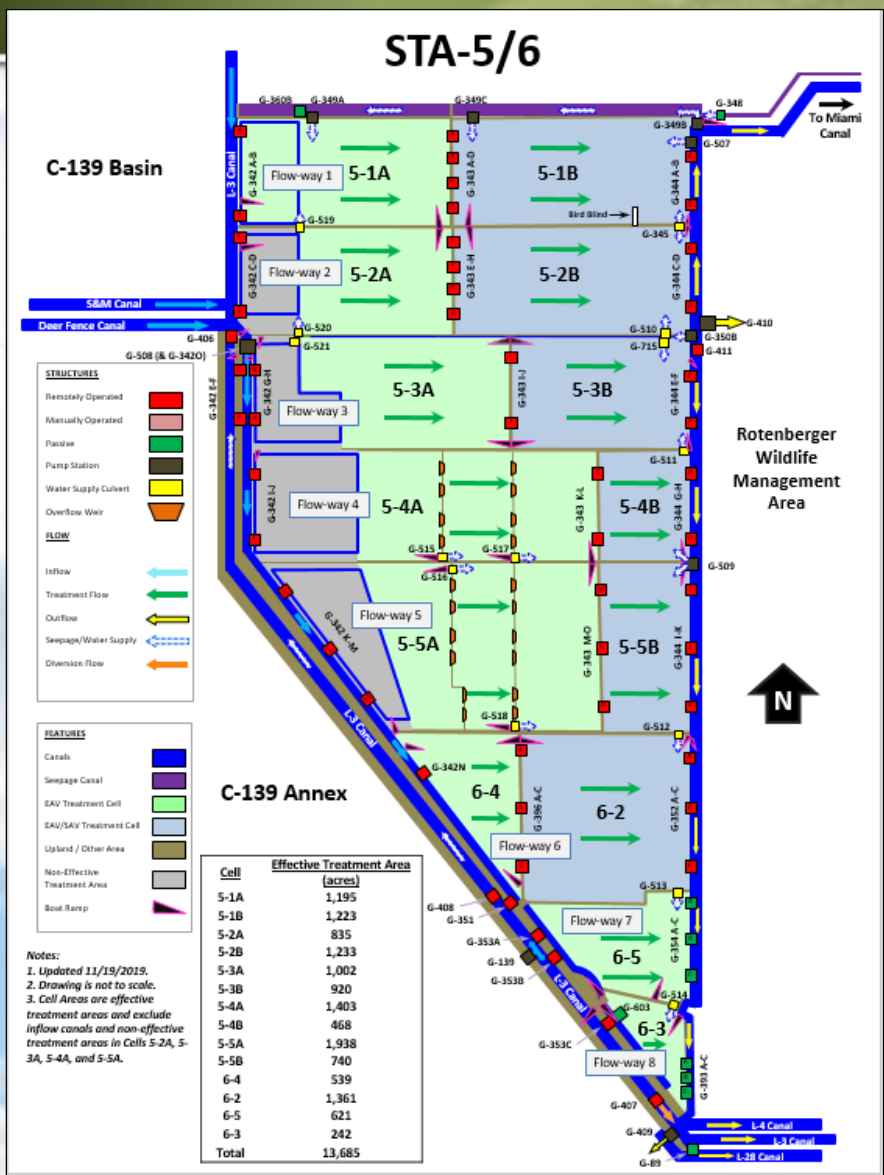 STA-5/6
G-360B
G-349A
G-349C
G-348
G-349B
To Miami
Canal
G-507
C-139 Basin
L-3 Canal
G-342 A-B
Flow-way 1
5-1A
G-343 A-D
5-1B
G-344 A-B
Bird Blind
G-519
G-345
G-342 C-D
Flow-way 2
5-2A
G-343 E-H
5-2B
G-344 C-D
S&M Canal
Deer Fence Canal
G-406
G-508 (& G-342O)
G-520
G-521
G-510
G-715
G-410
G-350B
G-411
G-342 E-F
G-342 G-H
Flow-way 3
5-3A
G-343 I-J
5-3B
G-344 E-F
G-511
Rotenberger
Wildlife
Management
Area
STRUCTURES
Remotely Operated
Manually Operated
Passive
Pump Station
Water Supply Culvert
Overflow Weir
FLOW
Inflow
Treatment Flow
Outflow
Seepage/Water Supply
Diversion Flow
G-342 I-J
Flow-way 4
5-4A
G-343 K-L
5-4B
G-344 G-H
G-515
G-517
G-516
G-509
Flow-way 5
G-342 K-M
5-5A
G-343 M-O
5-5B
G-344 I-K
G-518
G-512
L-3 Canal
N
FEATURES
Canals
Seepage Canal
EAV Treatment Cell
EAV/SAV Treatment Cell
Upland / Other Area
Non-Effective
Treatment Area
Boat Ramp
C-139 Annex
G-342N
6-4
G-396 A-C
6-2
G-352 A-C
Flow-way 6
G-513
G-408
G-351
Flow-way 7
G-353A
G-139
G-353B
6-5
G-354 A-C
L-3 Canal
G-514
G-603
6-3
G-353C
Flow-way 8
G-393 A-C
G-407
G-409
G-89
L-4 Canal
L-3 Canal
L-28 Canal
Cell Effective Treatment Area
(acres)
5-1A 1,195
5-1B 1,223
5-2A 835
5-2B 1,233
5-3A 1,002
5-3B 920
5-4A 1,403
5-4B 468
5-5A 1,938
5-5B 740
6-4 539
6-2 1,361
6-5 621
6-3 242
Total 13,685
Notes:
1. Updated 11/19/2019.
2. Drawing is not to scale.
3. Cell Areas are effective
treatment areas and exclude
inflow canals and non-effective
treatment areas in Cells 5-2A, 5-
3A, 5-4A, and 5-5A.